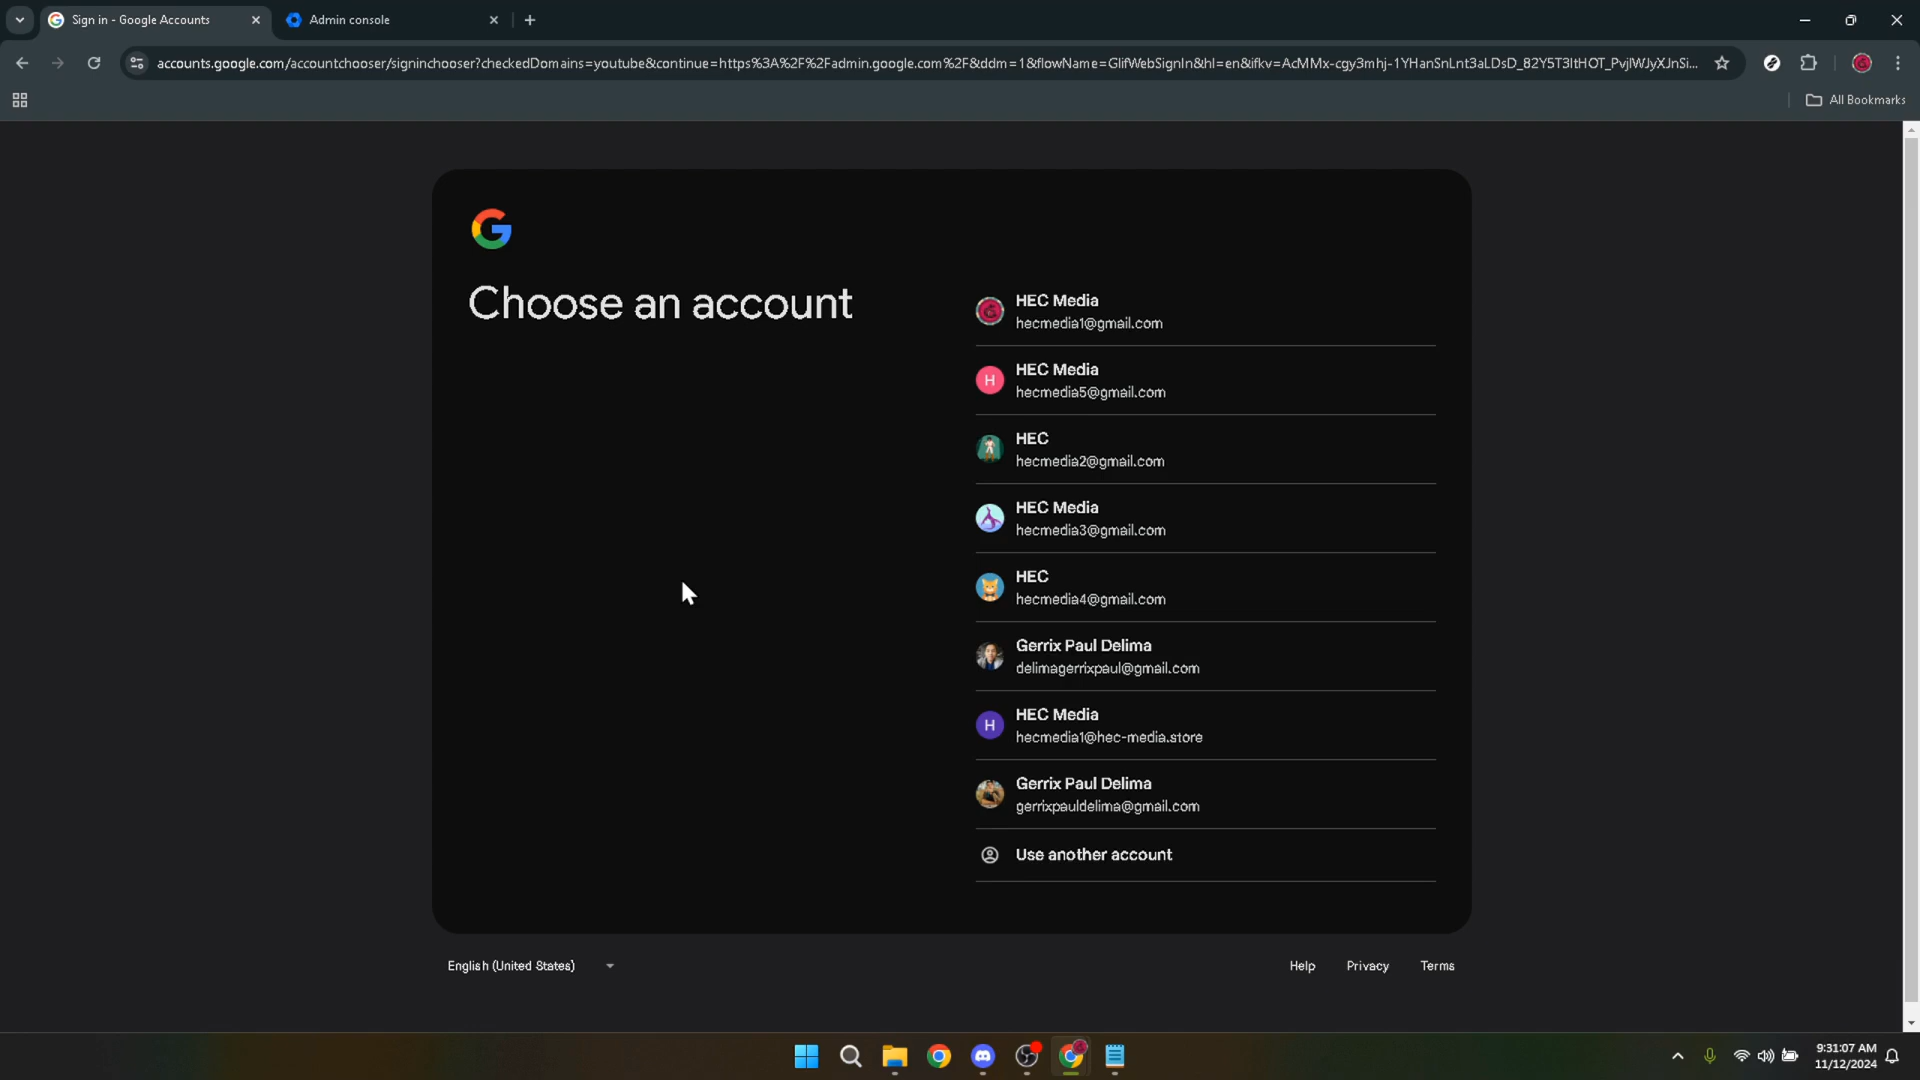 Sign in - Google Accounts
Admin console
accounts.google.com/accountchooser/signinchooser?checkedDomains=youtube&continue=https%3A%2F%2Fadmin.google.com%2F&ddm=1&flowName=GlifWebSignIn&hl=en&ifkv=AcMMx-cgy3mhj-1YHanSnLnt3aLDsD_82Y5T3ItHOT_PvjlWJyXJnSi...
All Bookmarks
Choose an account
HEC Media
hecmedia1@gmail.com
H
HEC Media
hecmedia5@gmail.com
HEC
hecmedia2@gmail.com
HEC Media
hecmedia3@gmail.com
HEC
hecmedia4@gmail.com
Gerrix Paul Delima
delimagerrixpaul@gmail.com
H
HEC Media
hecmedia1@hec-media.store
Gerrix Paul Delima
gerrixpauldelima@gmail.com
Use another account
English (United States)
Help
Privacy
Terms
9:31:07 AM
11/12/2024